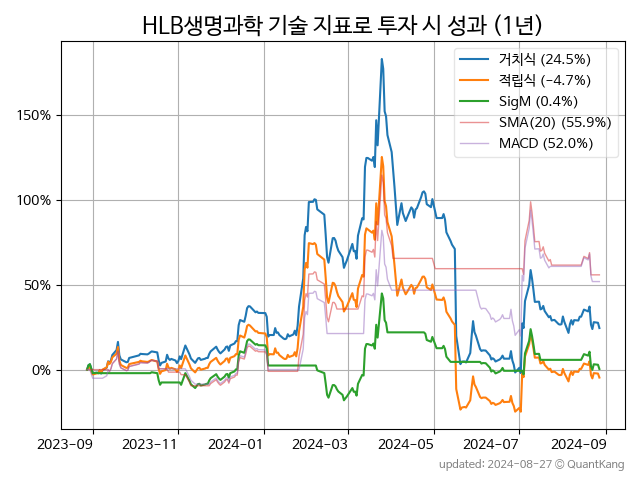 HLB생명과학 기술 지표로 투자 시 성과 (1년)
거치식 (24.5%)
적립식 (-4.7%)
SigM (0.4%)
SMA(20) (55.9%)
MACD (52.0%)
150%
100%
50%
0%
2023-09 2023-11 2024-01 2024-03 2024-05 2024-07 2024-09
updated: 2024-08-27 © QuantKang